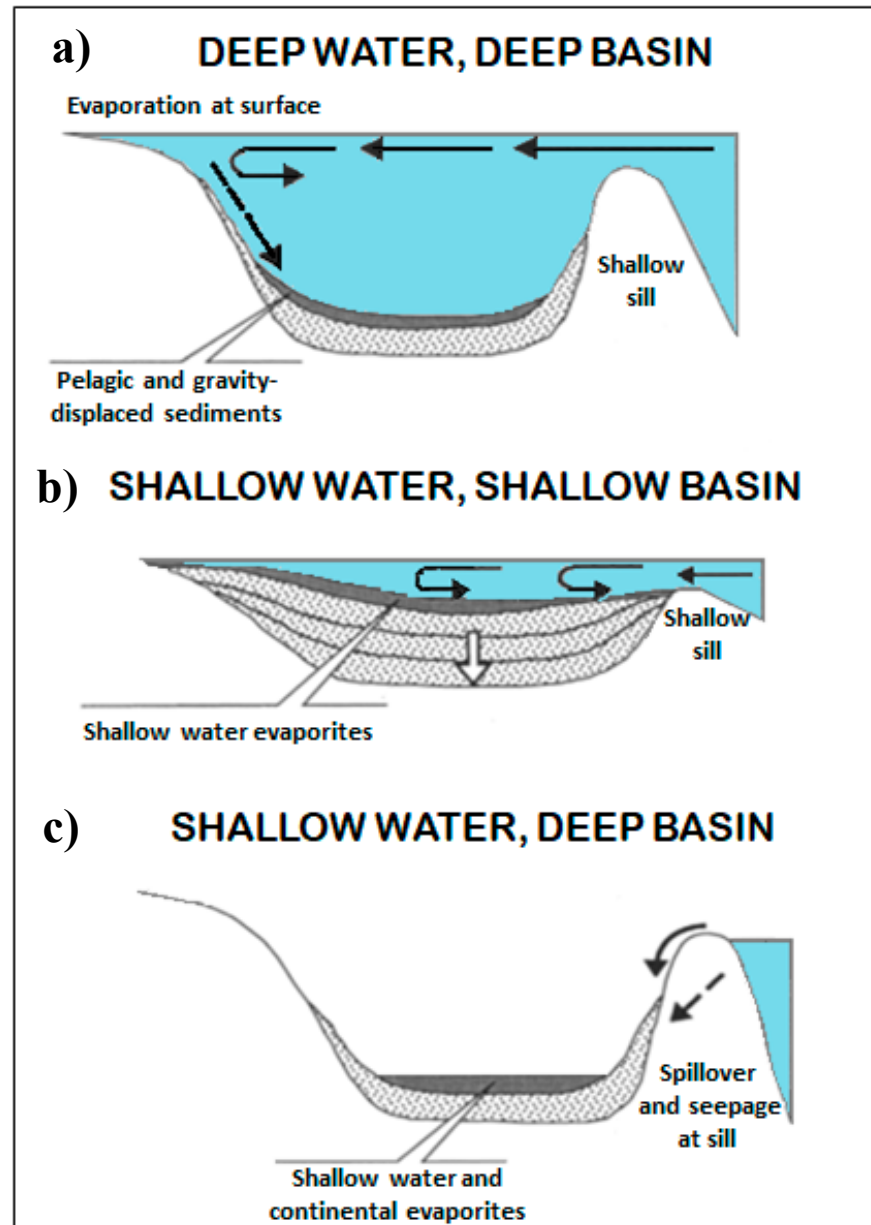 a) DEEP WATER, DEEP BASIN
Evaporation at surface
Shallow
sill
Pelagic and gravity-
displaced sediments
b) SHALLOW WATER, SHALLOW BASIN
Shallow
sill
Shallow water evaporites
c) SHALLOW WATER, DEEP BASIN
Spillover
and seepage
at sill
Shallow water and
continental evaporites